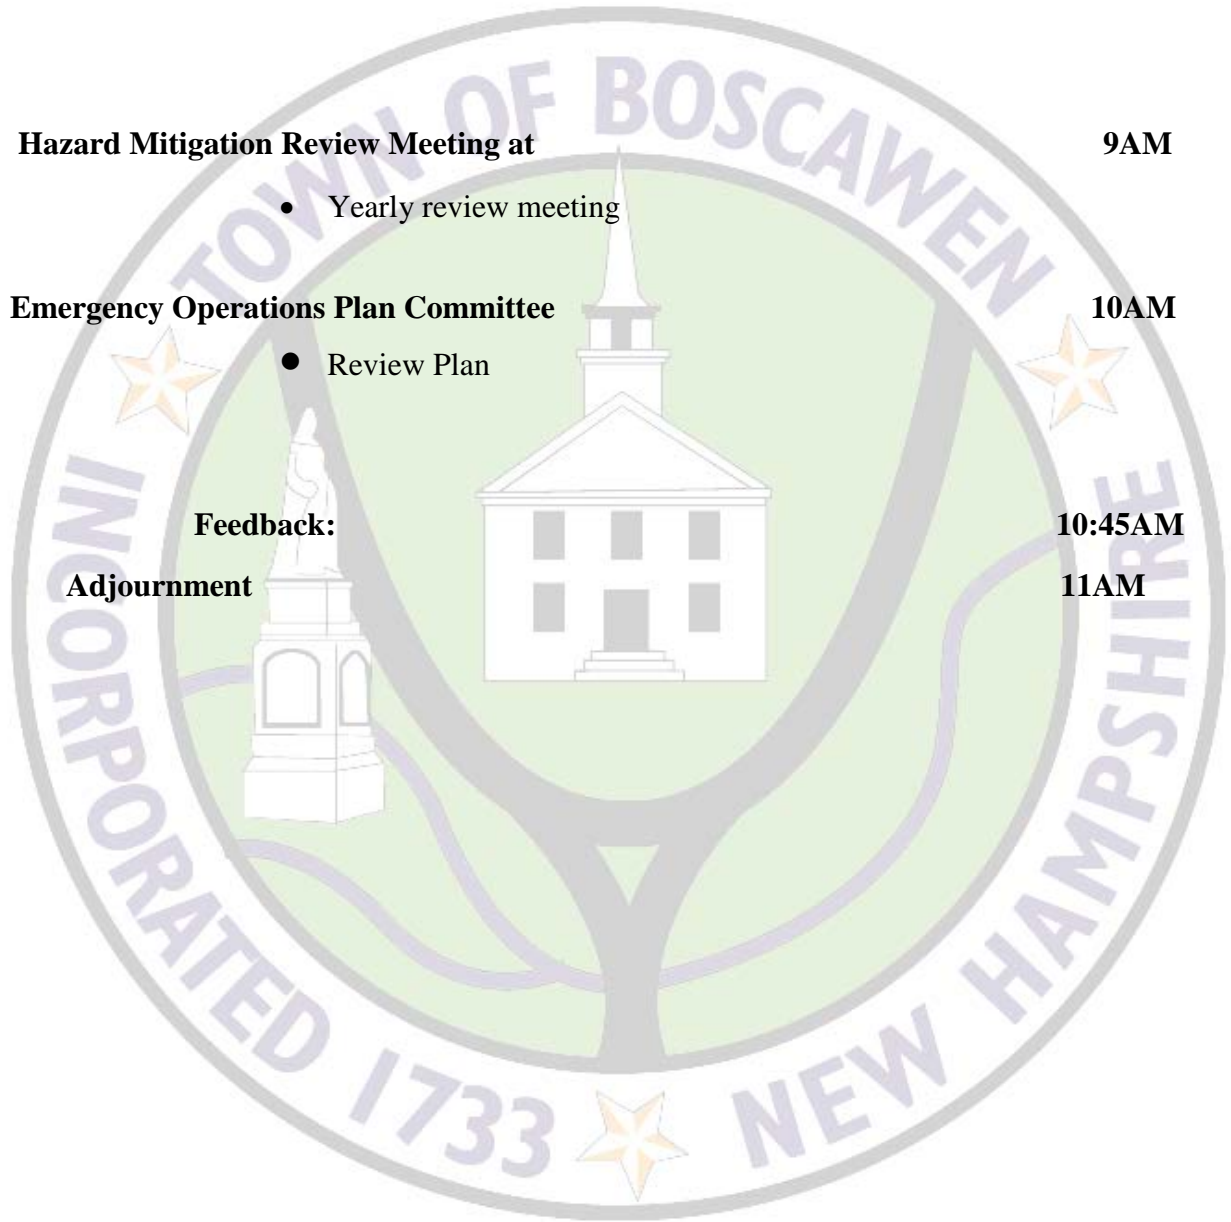 TOWN OF BOSCAWEN
Hazard Mitigation Review Meeting at 9AM
• Yearly review meeting
Emergency Operations Plan Committee 10AM
• Review Plan
Feedback: 10:45AM
Adjournment 11AM
INCORPORATED 1733
NEW HAMPSHIRE